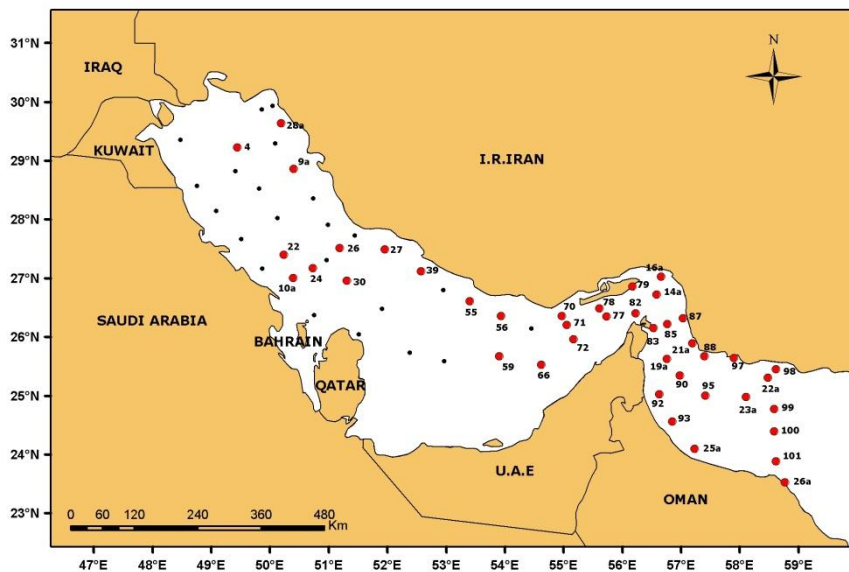 N
31°N
IRAQ
30°N
28a
4
KUWAIT
29°N
9a
I.R.IRAN
28°N
22
26
27
16a
27°N
24
39
79
14a
10a
30
70
78
82
87
SAUDI ARABIA
55
26°N
56
71
77
83
85
BAHRAIN
72
21a
88
59
19a
97
98
QATAR
66
90
22a
25°N
92
95
23a
99
93
24°N
100
25a
101
U.A.E
26a
OMAN
23°N
0
60
120
240
360
480
Km
47°E
48°E
49°E
50°E
51°E
52°E
53°E
54°E
55°E
56°E
57°E
58°E
59°E